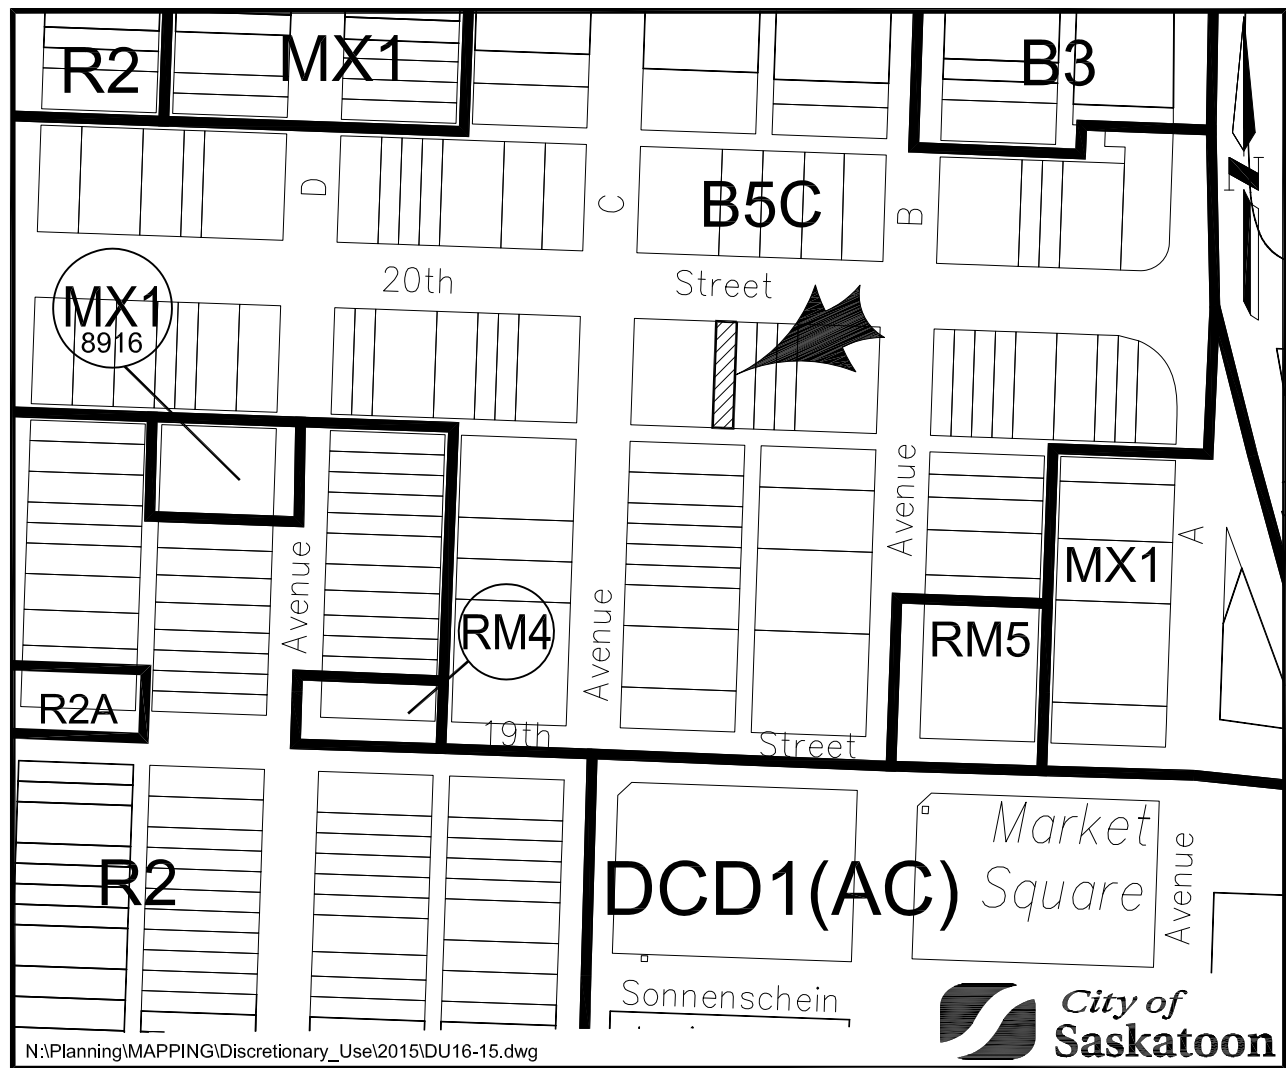 R2
MX1
B3
D
C
B5C
B
N
20th
Street
MX1
8916
Avenue
Avenue
Avenue
A
MX1
RM4
RM5
R2A
19th
Street
Market
Square
Avenue
R2
DCD1(AC)
Sonnenschein
City of
Saskatoon
N:\Planning\MAPPING\Discretionary_Use\2015\DU16-15.dwg